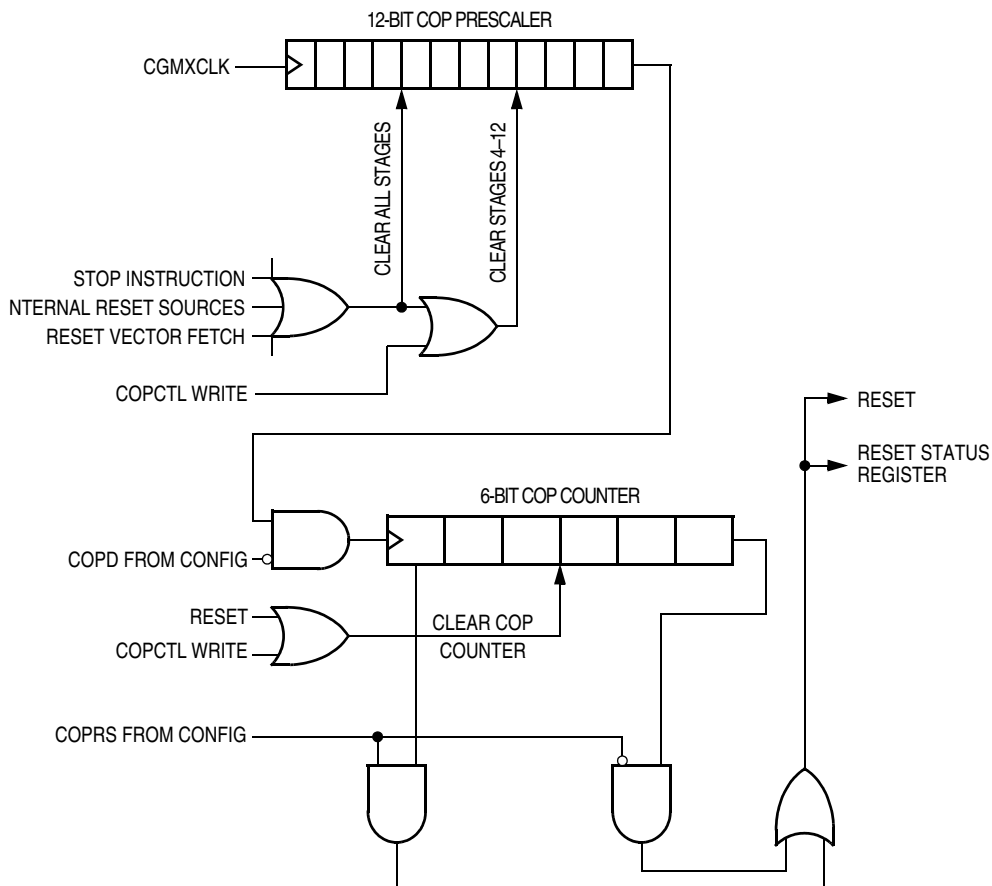 12-BIT COP PRESCALER
CGMXCLK
CLEAR ALL STAGES
CLEAR STAGES 4–12
STOP INSTRUCTION
NTERNAL RESET SOURCES
RESET VECTOR FETCH
COPCTL WRITE
RESET
RESET STATUS
REGISTER
6-BIT COP COUNTER
COPD FROM CONFIG
RESET
CLEAR COP
COUNTER
COPCTL WRITE
COPRS FROM CONFIG